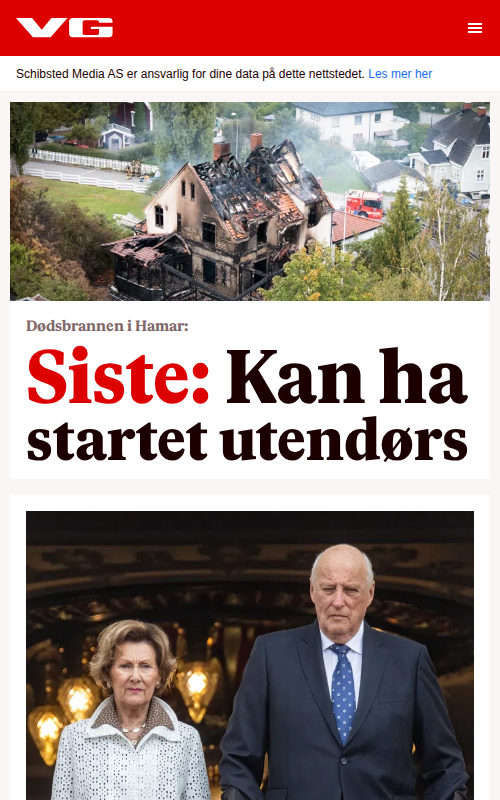 VG
Schibsted Media AS er ansvarlig for dine data på dette nettstedet. Les mer her
Dødsbrannen i Hamar:
Siste: Kan ha
startet utendørs